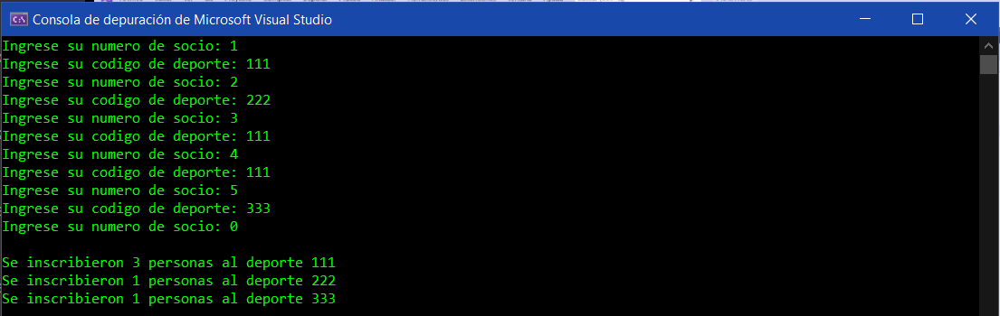 Consola de depuración de Microsoft Visual Studio
Ingrese su numero de socio: 1
Ingrese su codigo de deporte: 111
Ingrese su numero de socio: 2
Ingrese su codigo de deporte: 222
Ingrese su numero de socio: 3
Ingrese su codigo de deporte: 111
Ingrese su numero de socio: 4
Ingrese su codigo de deporte: 111
Ingrese su numero de socio: 5
Ingrese su codigo de deporte: 333
Ingrese su numero de socio: 0
Se inscribieron 3 personas al deporte 111
Se inscribieron 1 personas al deporte 222
Se inscribieron 1 personas al deporte 333